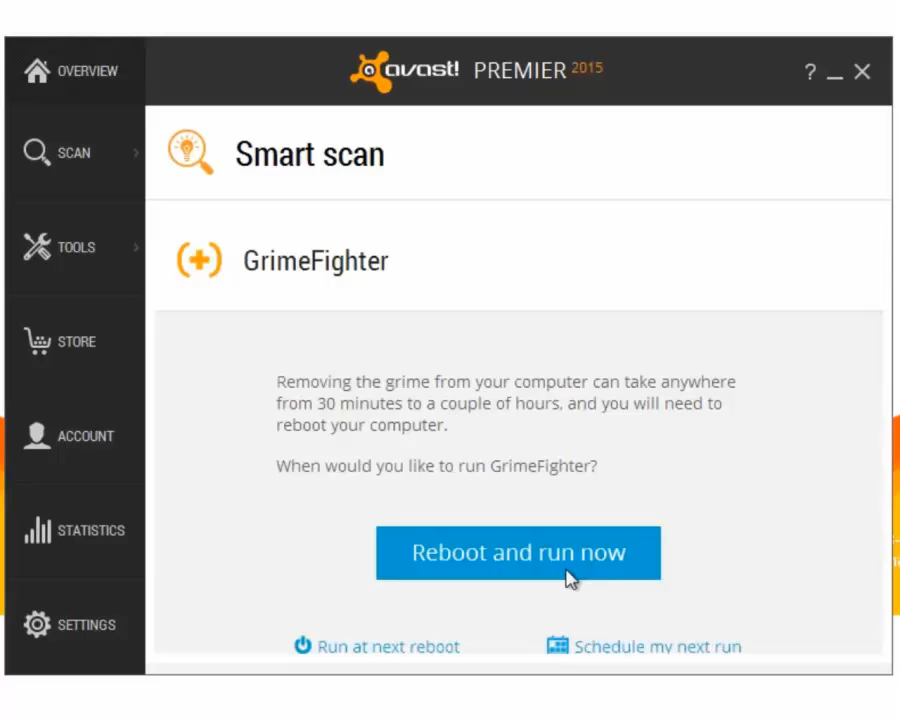 OVERVIEW
avast! PREMIER 2015
? _ X
SCAN
Smart scan
TOOLS
GrimeFighter
STORE
ACCOUNT
STATISTICS
SETTINGS
Removing the grime from your computer can take anywhere
from 30 minutes to a couple of hours, and you will need to
reboot your computer.
When would you like to run GrimeFighter?
Reboot and run now
Run at next reboot
Schedule my next run